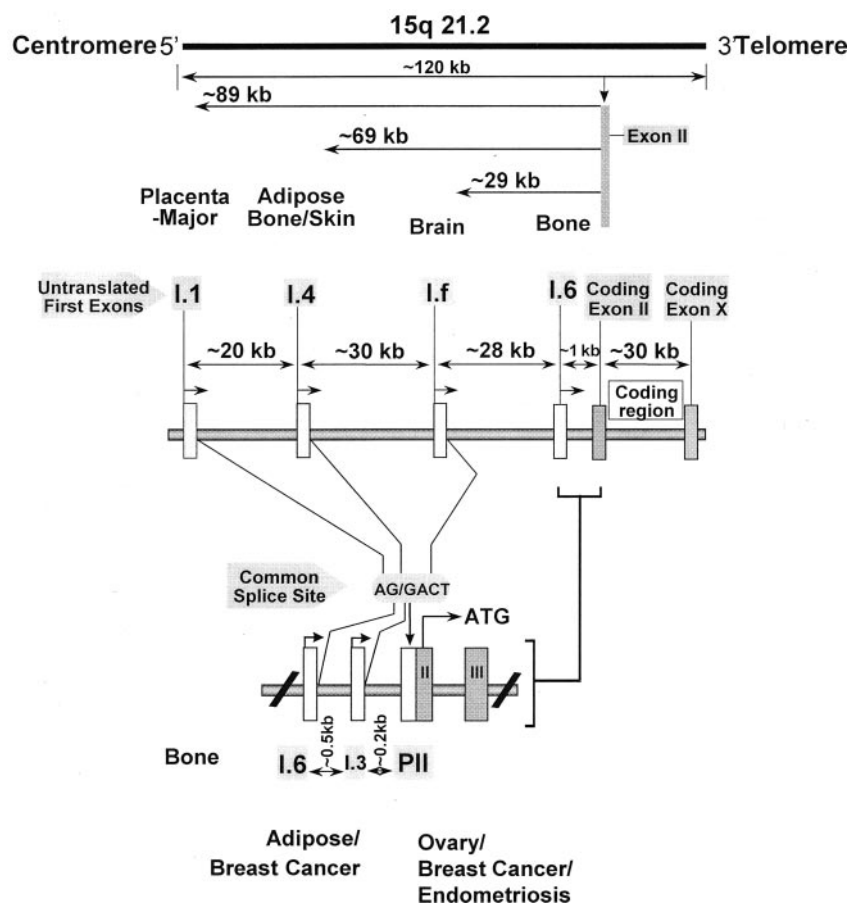 15q 21.2
Centromere 5’
3’Telomere
~120 kb
~89 kb
~69 kb
Exon II
~29 kb
Placenta
-Major
Adipose
Bone/Skin
Brain
Bone
Untranslated
First Exons
I.1
I.4
I.f
I.6
Coding
Exon II
Coding
Exon X
~20 kb
~30 kb
~28 kb
~1 kb
~30 kb
Coding
region
Common
Splice Site
AG/GACT
ATG
II
III
~0.5kb
~0.2kb
Bone
I.6
I.3
PII
Adipose/
Breast Cancer
Ovary/
Breast Cancer/
Endometriosis